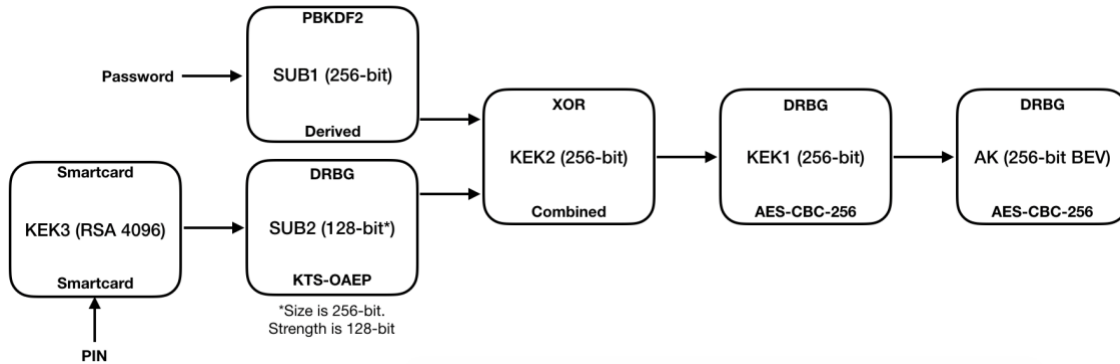 PBKDF2
Password
SUB1 (256-bit)
Derived
Smartcard
KEK3 (RSA 4096)
Smartcard
PIN
DRBG
SUB2 (128-bit*)
KTS-OAEP
*Size is 256-bit.
Strength is 128-bit
XOR
KEK2 (256-bit)
Combined
DRBG
KEK1 (256-bit)
AES-CBC-256
DRBG
AK (256-bit BEV)
AES-CBC-256